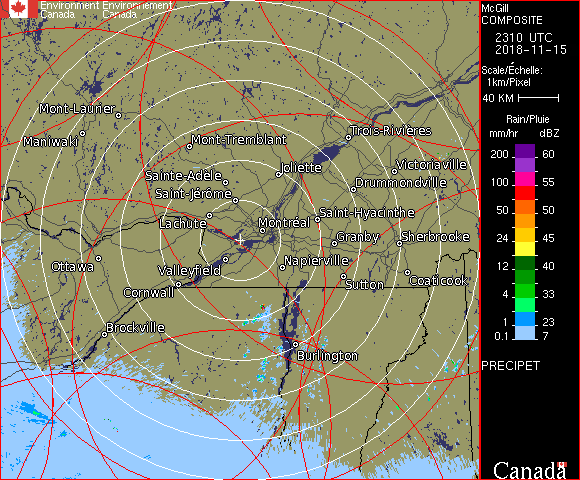 Environment Environnement
Canada Canada
McGill
COMPOSITE
2310 UTC
2018-11-15
Scale/Échelle:
1km/Pixel
40 KM
Rain/Pluie
mm/hr dBZ
200 60
100 55
50 50
24 45
12 40
4 33
1 23
0.1 7
PRECIPET
Mont-Laurier
Maniwaki
Mont-Tremblant
Trois-Rivières
Sainte-Adèle
Joliette
Victoriaville
Saint-Jérôme
Drummondville
Lachute
Montréal
Saint-Hyacinthe
Granby
Sherbrooke
Ottawa
Valleyfield
Napierville
Cornwall
Sutton
Coaticook
Brockville
Burlington
Canada